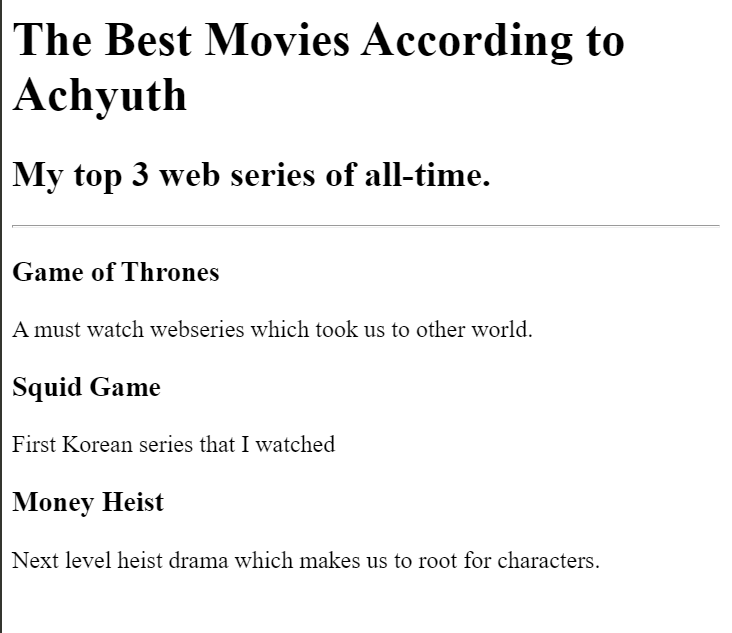 The Best Movies According to
Achyuth
My top 3 web series of all-time.
Game of Thrones
A must watch webseries which took us to other world.
Squid Game
First Korean series that I watched
Money Heist
Next level heist drama which makes us to root for characters.